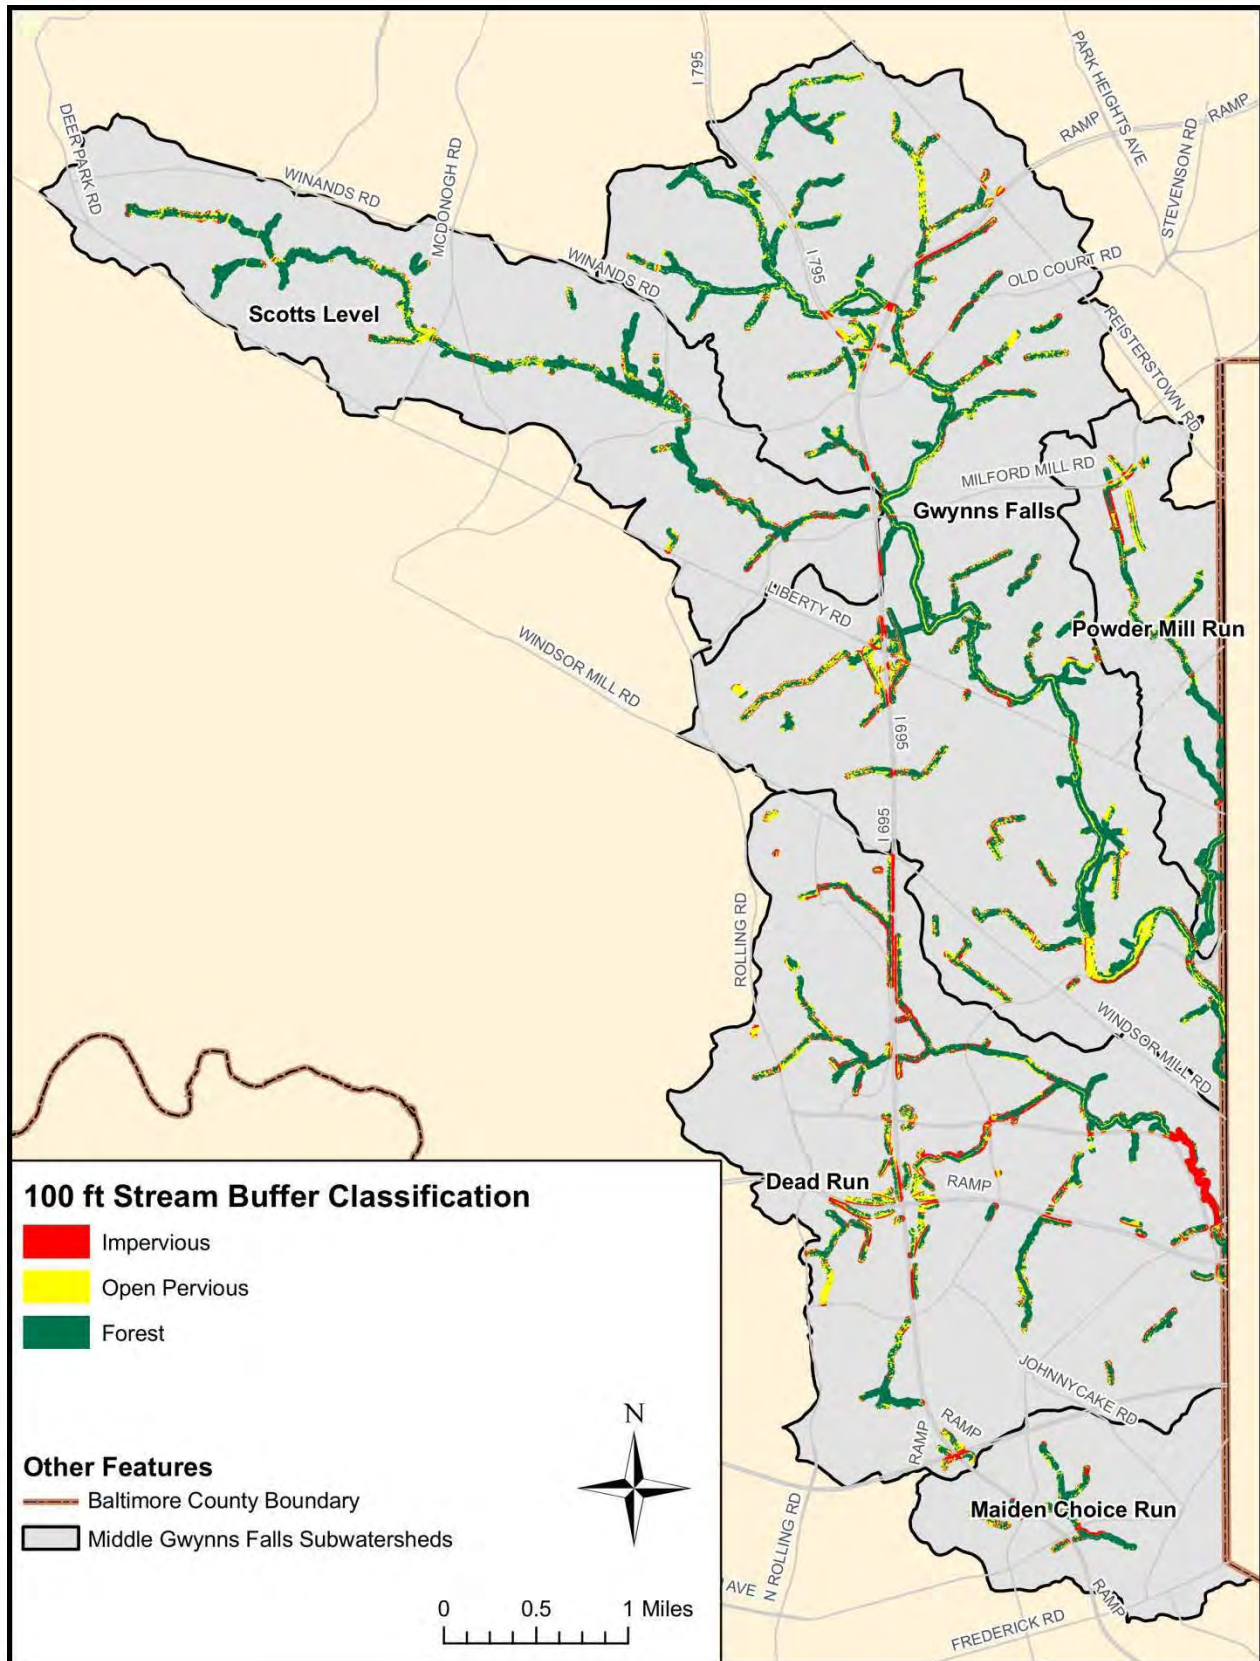 I 795
PARK HEIGHTS AVE
RAMP
RAMP
DEER PARK RD
STEVENSON RD
WINANDS RD
MCDONOGH RD
WINANDS RD
I 795
OLD COURT RD
Scotts Level
REISTERSTOWN RD
MILFORD MILL RD
Gwynns Falls
LIBERTY RD
WINDSOR MILL RD
Powder Mill Run
I 695
I 695
ROLLING RD
WINDSOR MILL RD
Dead Run
RAMP
100 ft Stream Buffer Classification
Impervious
Open Pervious
Forest
JOHNNYCAKE RD
RAMP
RAMP
N
Other Features
Baltimore County Boundary
Middle Gwynns Falls Subwatersheds
N ROLLING RD
Maiden Choice Run
AVE
RAMP
FREDERICK RD
0 0.5 1 Miles